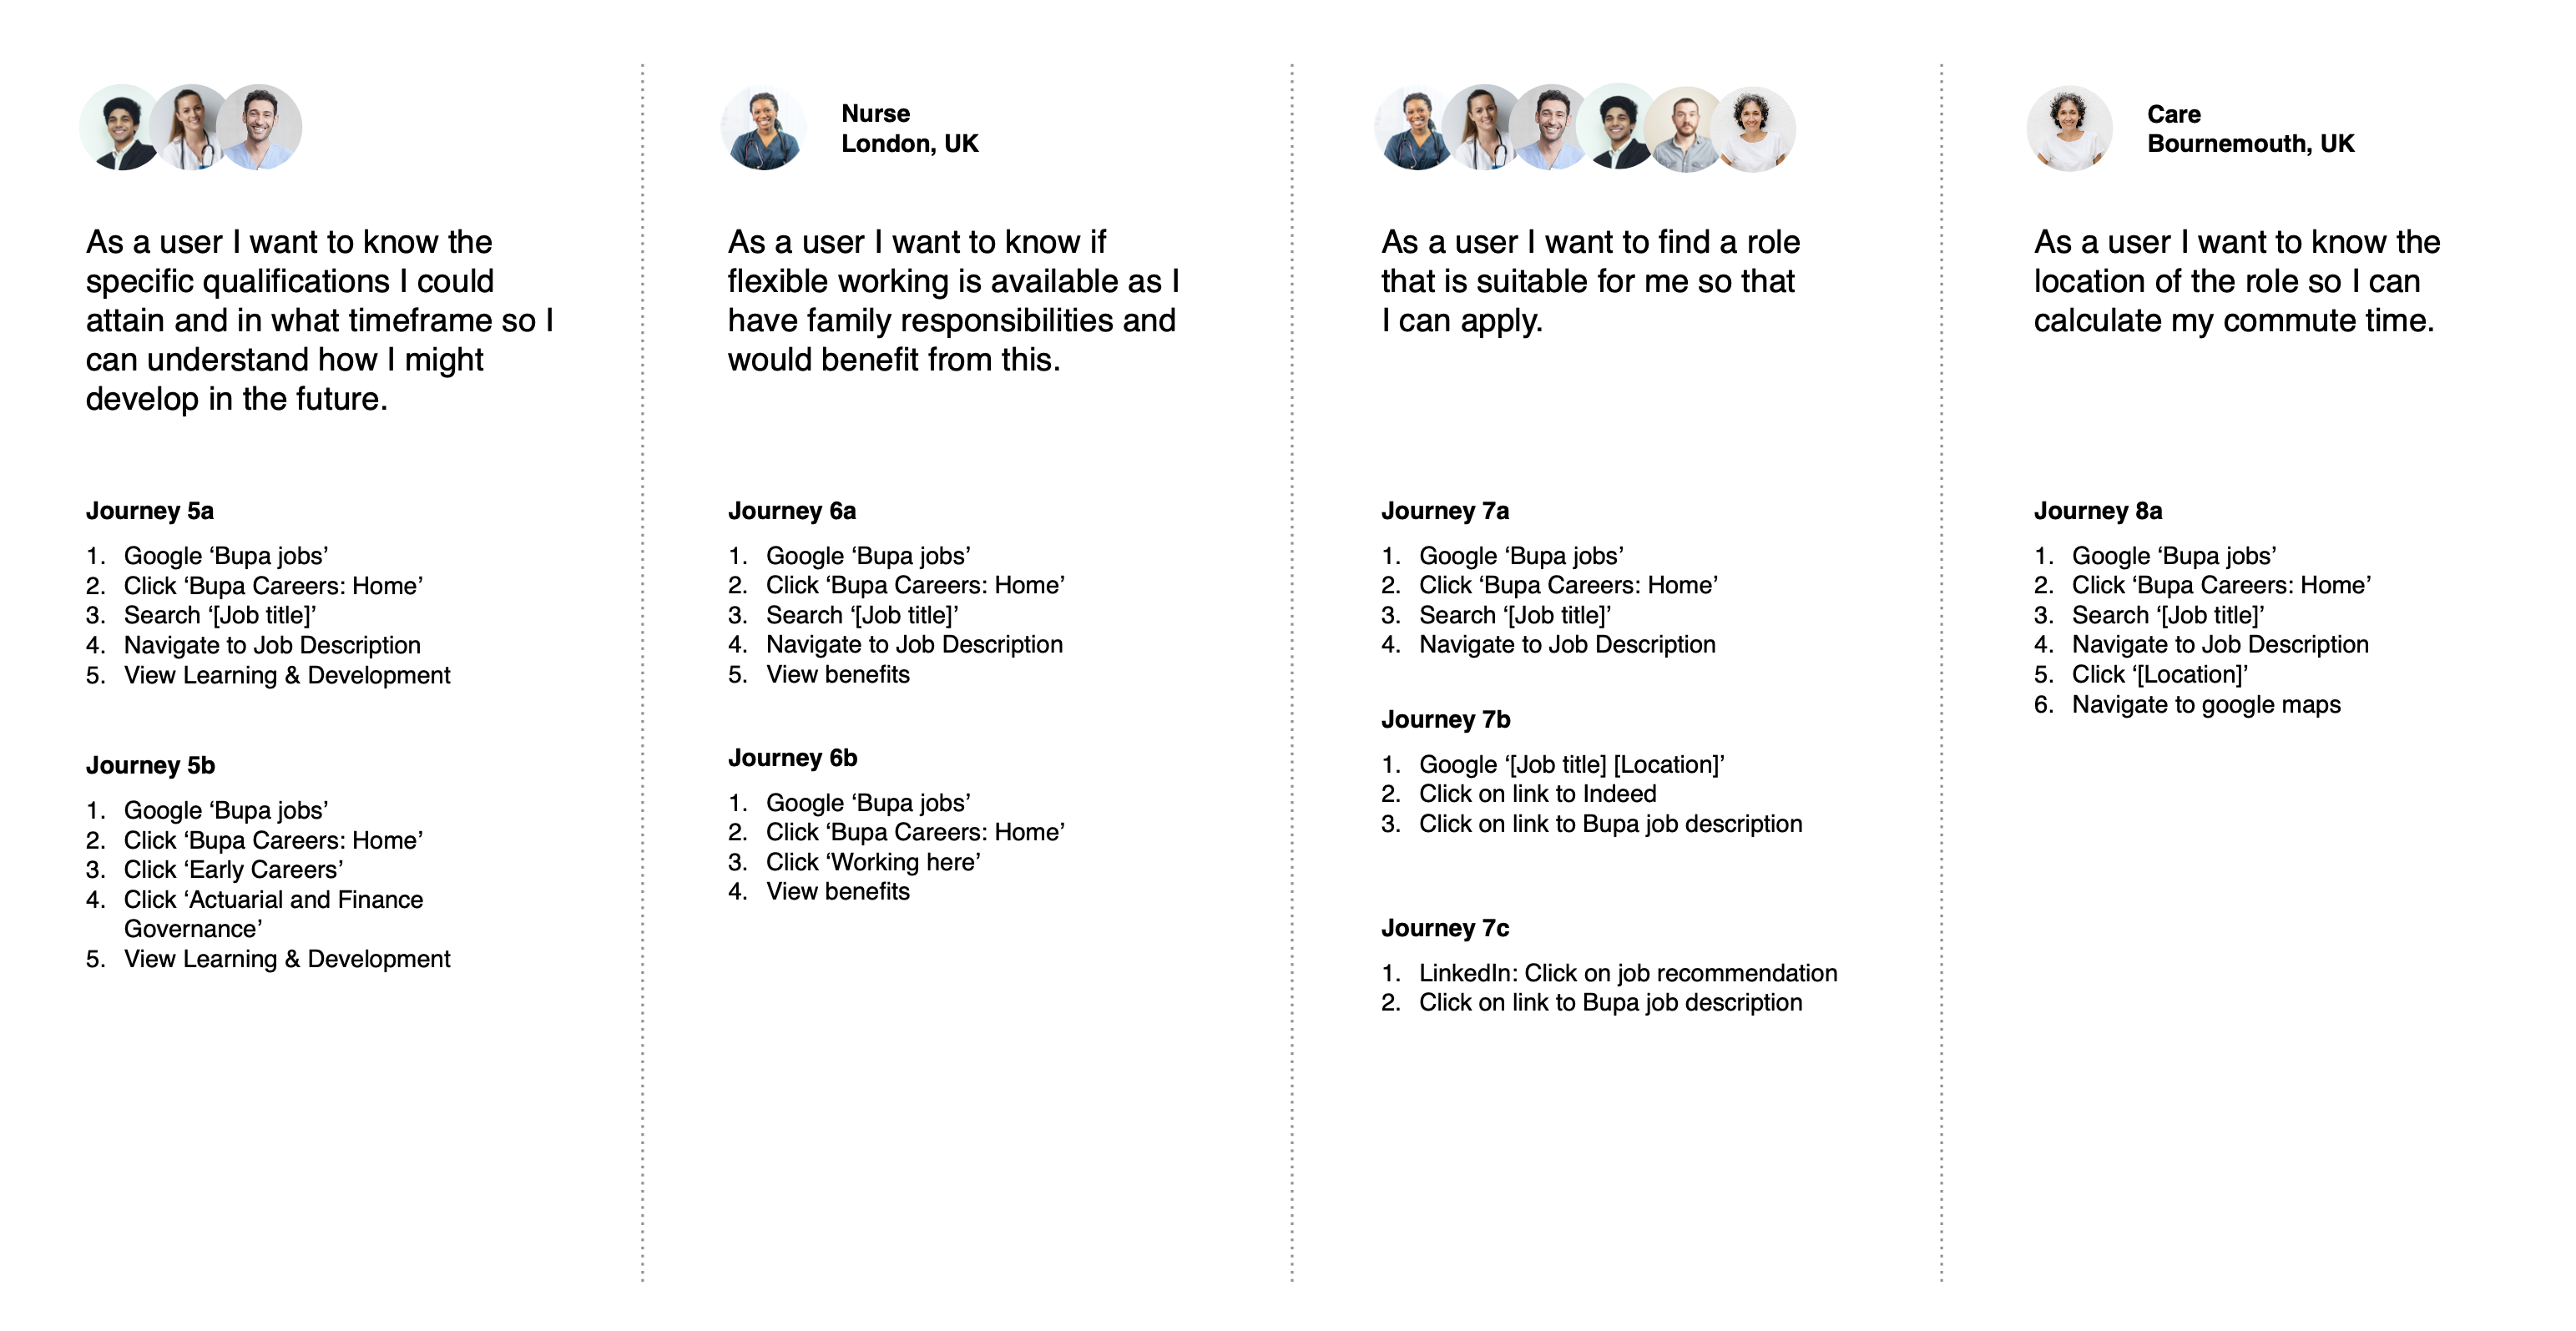 As a user I want to know the
specific qualifications I could
attain and in what timeframe so I
can understand how I might
develop in the future.
Journey 5a
1. Google ‘Bupa jobs’
2. Click ‘Bupa Careers: Home’
3. Search ‘[Job title]’
4. Navigate to Job Description
5. View Learning & Development
Journey 5b
1. Google ‘Bupa jobs’
2. Click ‘Bupa Careers: Home’
3. Click ‘Early Careers’
4. Click ‘Actuarial and Finance
Governance’
5. View Learning & Development
Nurse
London, UK
As a user I want to know if
flexible working is available as I
have family responsibilities and
would benefit from this.
Journey 6a
1. Google ‘Bupa jobs’
2. Click ‘Bupa Careers: Home’
3. Search ‘[Job title]’
4. Navigate to Job Description
5. View benefits
Journey 6b
1. Google ‘Bupa jobs’
2. Click ‘Bupa Careers: Home’
3. Click ‘Working here’
4. View benefits
As a user I want to find a role
that is suitable for me so that
I can apply.
Journey 7a
1. Google ‘Bupa jobs’
2. Click ‘Bupa Careers: Home’
3. Search ‘[Job title]’
4. Navigate to Job Description
Journey 7b
1. Google ‘[Job title] [Location]’
2. Click on link to Indeed
3. Click on link to Bupa job description
Journey 7c
1. LinkedIn: Click on job recommendation
2. Click on link to Bupa job description
Care
Bournemouth, UK
As a user I want to know the
location of the role so I can
calculate my commute time.
Journey 8a
1. Google ‘Bupa jobs’
2. Click ‘Bupa Careers: Home’
3. Search ‘[Job title]’
4. Navigate to Job Description
5. Click ‘[Location]’
6. Navigate to google maps